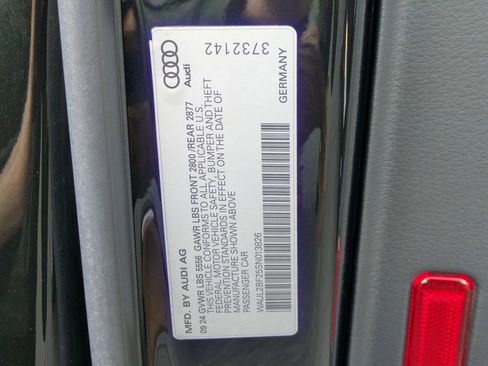 Audi
3732142
GERMANY
MFD. BY AUDI AG
09 24 GVWR LBS 5556 GAWR LBS FRONT 2800 /REAR 2877
THIS VEHICLE CONFORMS TO ALL APPLICABLE U.S.
FEDERAL MOTOR VEHICLE SAFETY, BUMPER AND THEFT
PREVENTION STANDARDS IN EFFECT ON THE DATE OF
MANUFACTURE SHOWN ABOVE
PASSENGER CAR
WAUL2BF25SN013826